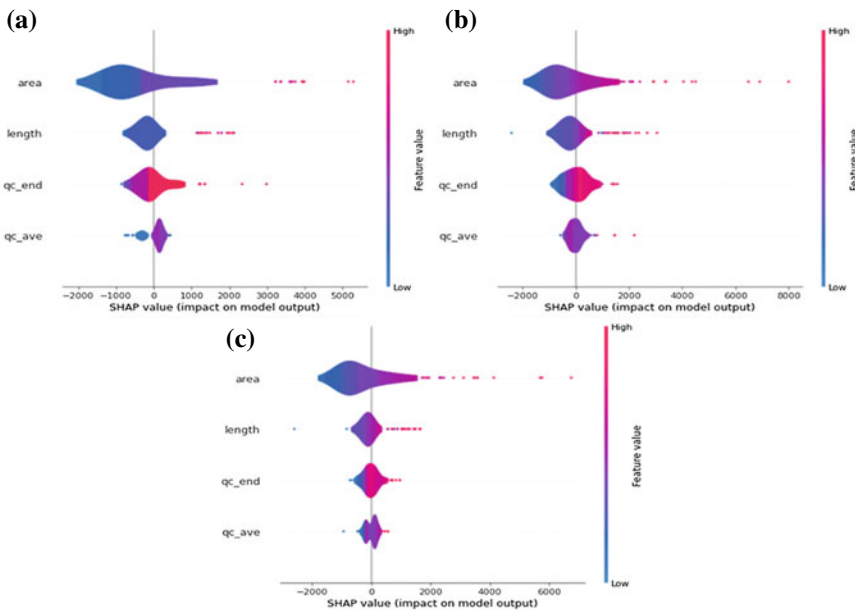 (a)
High
area
length
qc_end
qc_ave
Feature value
Low
−2000 −1000 0 1000 2000 3000 4000 5000
SHAP value (impact on model output)
(b)
High
area
length
qc_end
qc_ave
Feature value
Low
−2000 0 2000 4000 6000 8000
SHAP value (impact on model output)
(c)
High
area
length
qc_end
qc_ave
Feature value
Low
−2000 0 2000 4000 6000
SHAP value (impact on model output)